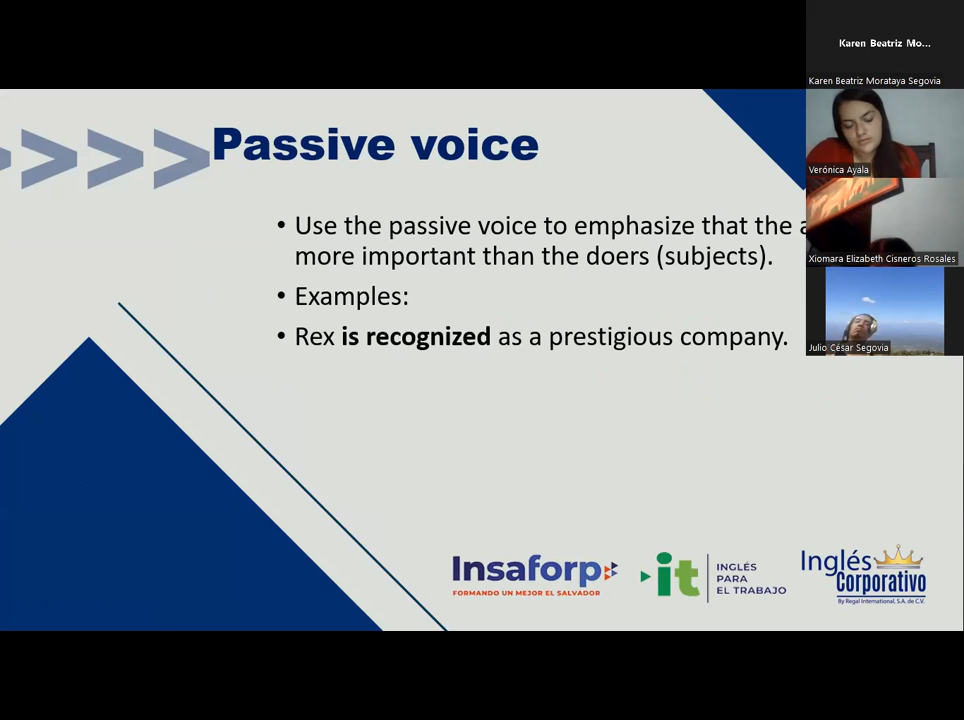 Karen Beatriz Mo...
Karen Beatriz Morataya Segovia
Passive voice
Verónica Ayala
• Use the passive voice to emphasize that the
more important than the doers (subjects).
Xiomara Elizabeth Cisneros Rosales
• Examples:
• Rex is recognized as a prestigious company.
Julio César Segovia
Insaforp
FORMANDO UN MEJOR EL SALVADOR
it
INGLÉS
PARA
EL TRABAJO
Inglés
Corporativo
By Regal International, S.A. de C.V.